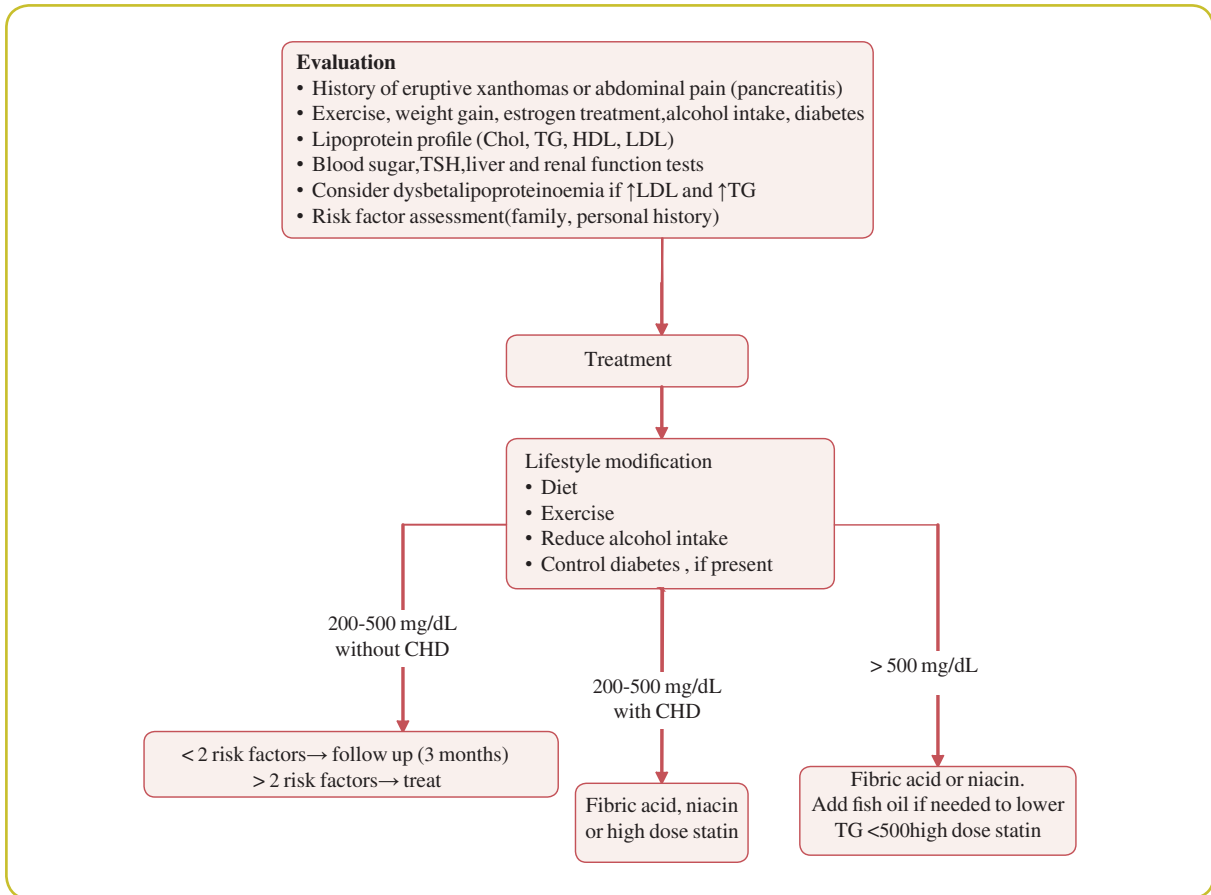 Evaluation
• History of eruptive xanthomas or abdominal pain (pancreatitis)
• Exercise, weight gain, estrogen treatment,alcohol intake, diabetes
• Lipoprotein profile (Chol, TG, HDL, LDL)
• Blood sugar,TSH,liver and renal function tests
• Consider dysbetalipoproteinoemia if ↑LDL and ↑TG
• Risk factor assessment(family, personal history)
Treatment
Lifestyle modification
• Diet
• Exercise
• Reduce alcohol intake
• Control diabetes , if present
200-500 mg/dL
without CHD
200-500 mg/dL
with CHD
> 500 mg/dL
< 2 risk factors→ follow up (3 months)
> 2 risk factors→ treat
Fibric acid, niacin
or high dose statin
Fibric acid or niacin.
Add fish oil if needed to lower
TG <500high dose statin